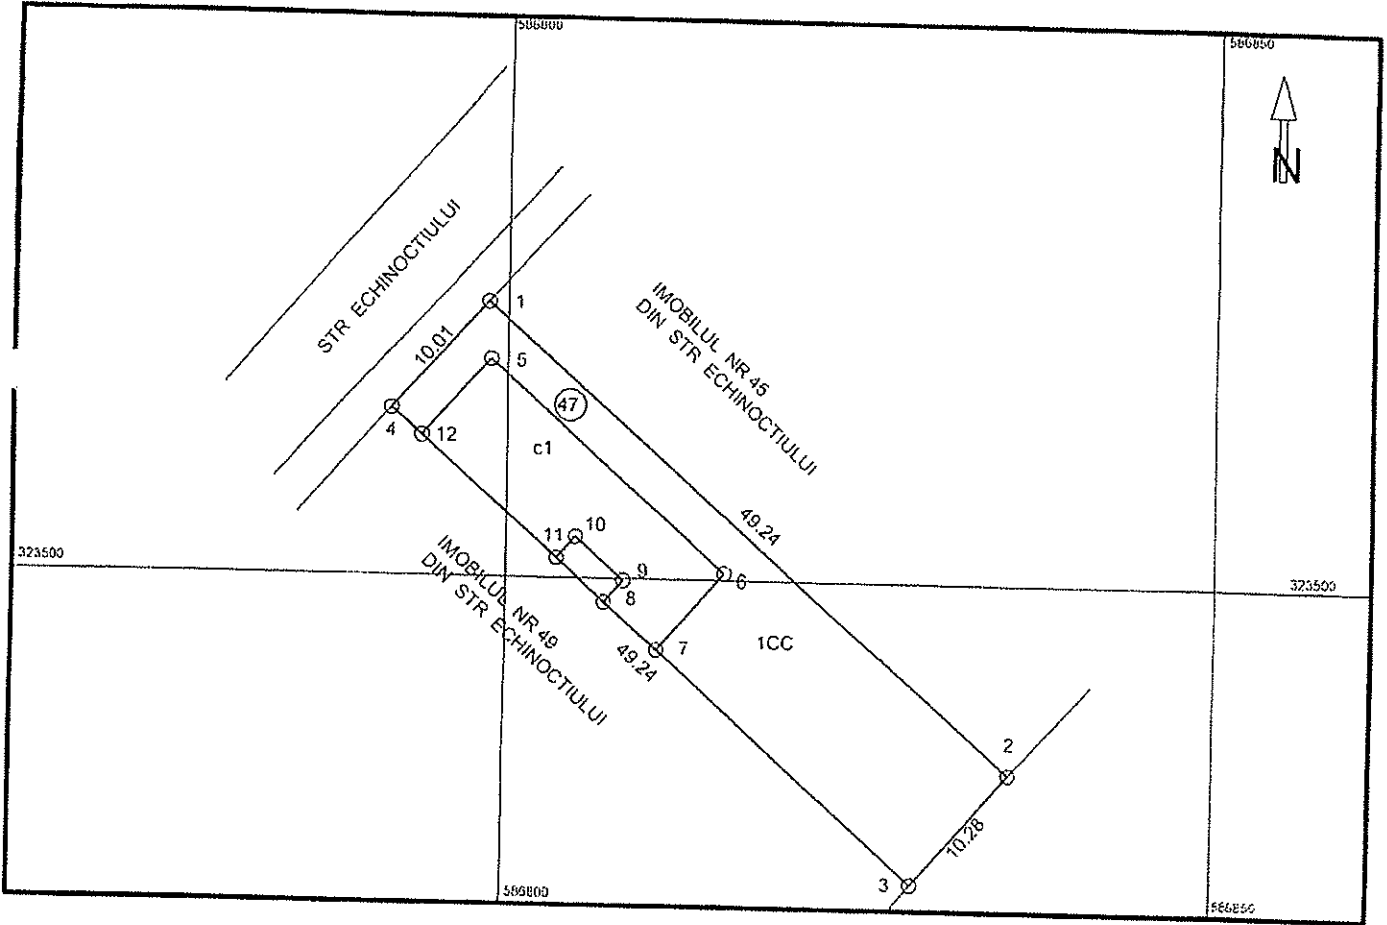 586800
586850
N
STR ECHINOCTIULUI
IMOBILUL NR 45
DIN STR ECHINOCTIULUI
1
10.01
5
47
4
12
c1
49.24
10
11
323500
9
6
323500
8
IMOBILUL NR 49
DIN STR ECHINOCTIULUI
7
49.24
1CC
2
10.28
3
586800
586850